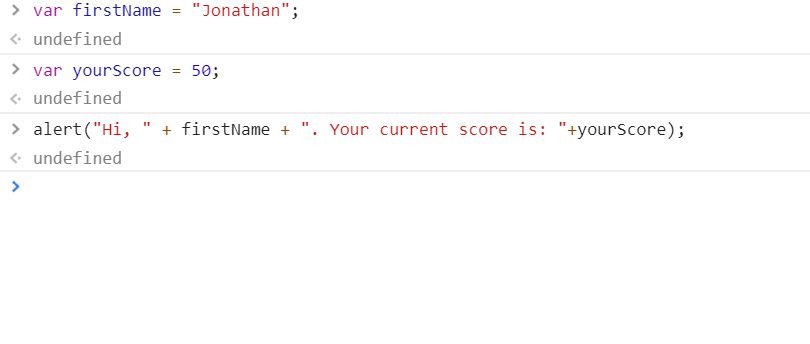 > var firstName = "Jonathan";
undefined
> var yourScore = 50;
undefined
> alert("Hi, " + firstName + ". Your current score is: "+yourScore);
undefined
>